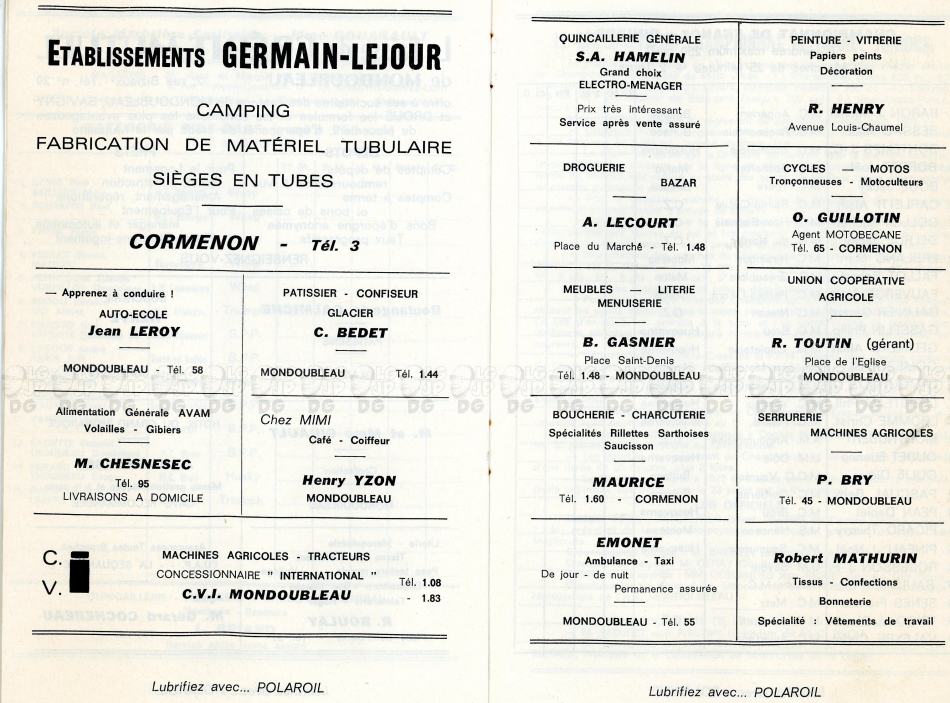 ETABLISSEMENTS GERMAIN-LEJOUR
CAMPING
FABRICATION DE MATÉRIEL TUBULAIRE
SIÈGES EN TUBES
CORMENON - Tél. 3
— Apprenez à conduire !
AUTO-ECOLE
Jean LEROY
MONDOUBLEAU - Tél. 58
PATISSIER - CONFISEUR
GLACIER
C. BEDET
MONDOUBLEAU Tél. 1.44
Alimentation Générale AVAM
Volailles - Gibiers
M. CHESNESEC
Tél. 95
LIVRAISONS A DOMICILE
Chez MIMI
Café - Coiffeur
Henry YZON
MONDOUBLEAU
C.
V.
MACHINES AGRICOLES - TRACTEURS
CONCESSIONNAIRE " INTERNATIONAL "
C.V.I. MONDOUBLEAU
Tél. 1.08
- 1.83
Lubrifiez avec... POLAROIL
QUINCAILLERIE GÉNÉRALE
S.A. HAMELIN
Grand choix
ELECTRO-MENAGER
Prix très intéressant
Service après vente assuré
PEINTURE - VITRERIE
Papiers peints
Décoration
R. HENRY
Avenue Louis-Chaumel
DROGUERIE
BAZAR
A. LECOURT
Place du Marché - Tél. 1.48
CYCLES — MOTOS
Tronçonneuses - Motoculteurs
O. GUILLOTIN
Agent MOTOBECANE
Tél. 65 - CORMENON
MEUBLES — LITERIE
MENUISERIE
B. GASNIER
Place Saint-Denis
Tél. 1.48 - MONDOUBLEAU
UNION COOPÉRATIVE
AGRICOLE
R. TOUTIN (gérant)
Place de l'Eglise
MONDOUBLEAU
BOUCHERIE - CHARCUTERIE
Spécialités Rillettes Sarthoises
Saucisson
MAURICE
Tél. 1.60 - CORMENON
SERRURERIE
MACHINES AGRICOLES
P. BRY
Tél. 45 - MONDOUBLEAU
EMONET
Ambulance - Taxi
De jour - de nuit
Permanence assurée
MONDOUBLEAU - Tél. 55
Robert MATHURIN
Tissus - Confections
Bonneterie
Spécialité : Vêtements de travail
Lubrifiez avec... POLAROIL